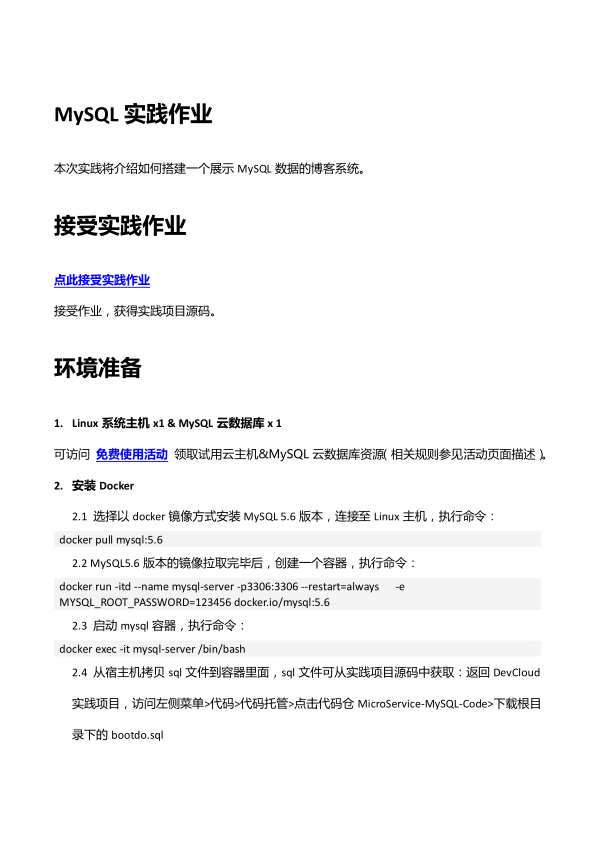 MySQL 实践作业
本次实践将介绍如何搭建一个展示 MySQL 数据的博客系统。
接受实践作业
点此接受实践作业
接受作业，获得实践项目源码。
环境准备
1. Linux 系统主机 x1 & MySQL 云数据库 x 1
可访问 免费使用活动 领取试用云主机&MySQL 云数据库资源（相关规则参见活动页面描述）。
2. 安装 Docker
2.1 选择以 docker 镜像方式安装 MySQL 5.6 版本，连接至 Linux 主机，执行命令：
docker pull mysql:5.6
2.2 MySQL5.6 版本的镜像拉取完毕后，创建一个容器，执行命令：
docker run -itd --name mysql-server -p3306:3306 --restart=always -e
MYSQL_ROOT_PASSWORD=123456 docker.io/mysql:5.6
2.3 启动 mysql 容器，执行命令：
docker exec -it mysql-server /bin/bash
2.4 从宿主机拷贝 sql 文件到容器里面，sql 文件可从实践项目源码中获取：返回 DevCloud
实践项目，访问左侧菜单>代码>代码托管>点击代码仓 MicroService-MySQL-Code>下载根目
录下的 bootdo.sql